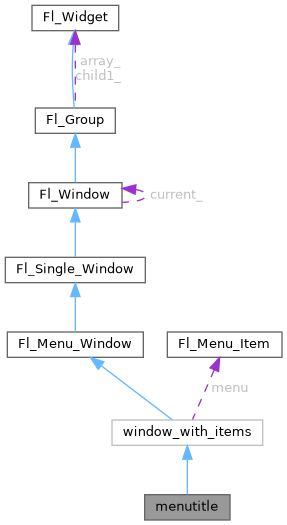 Fl_Widget
array_
child1_
Fl_Group
Fl_Window
current_
Fl_Single_Window
Fl_Menu_Window
Fl_Menu_Item
menu
window_with_items
menutitle